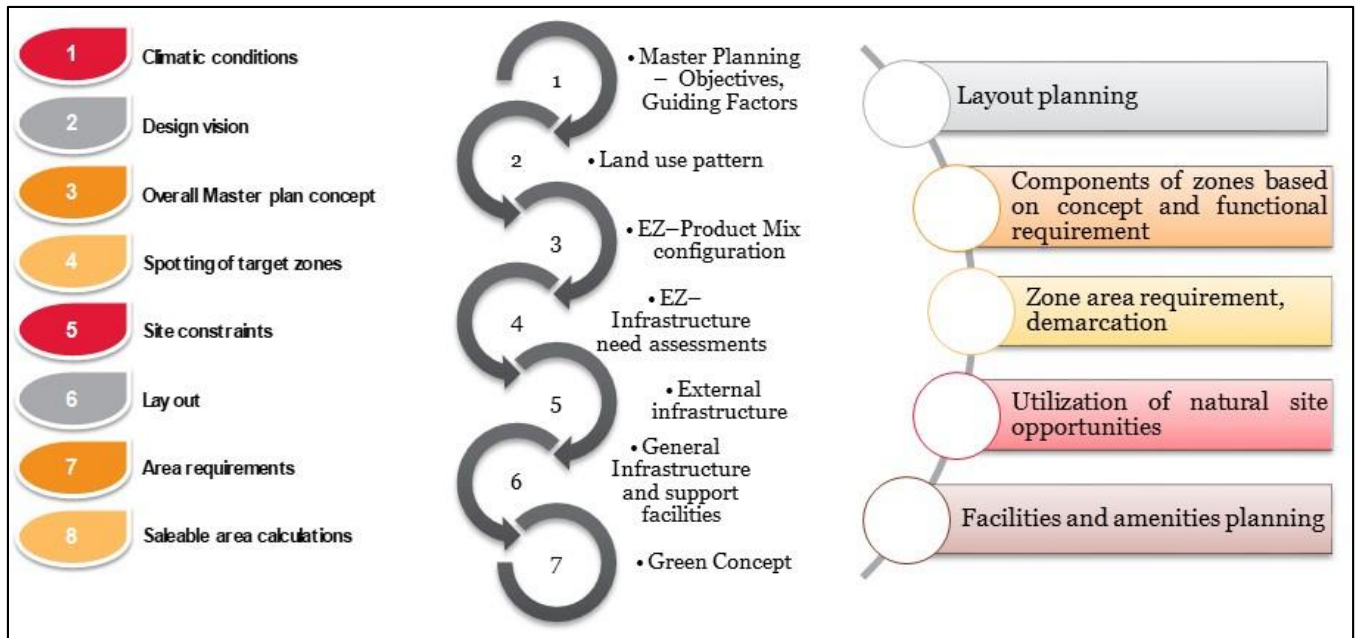 1 Climatic conditions
2 Design vision
3 Overall Master plan concept
4 Spotting of target zones
5 Site constraints
6 Lay out
7 Area requirements
8 Saleable area calculations
1
• Master Planning
– Objectives,
Guiding Factors
2
• Land use pattern
3
• EZ–Product Mix
configuration
4
• EZ–
Infrastructure
need assessments
5
• External
infrastructure
6
• General
Infrastructure
and support
facilities
7
• Green Concept
Layout planning
Components of zones based
on concept and functional
requirement
Zone area requirement,
demarcation
Utilization of natural site
opportunities
Facilities and amenities planning